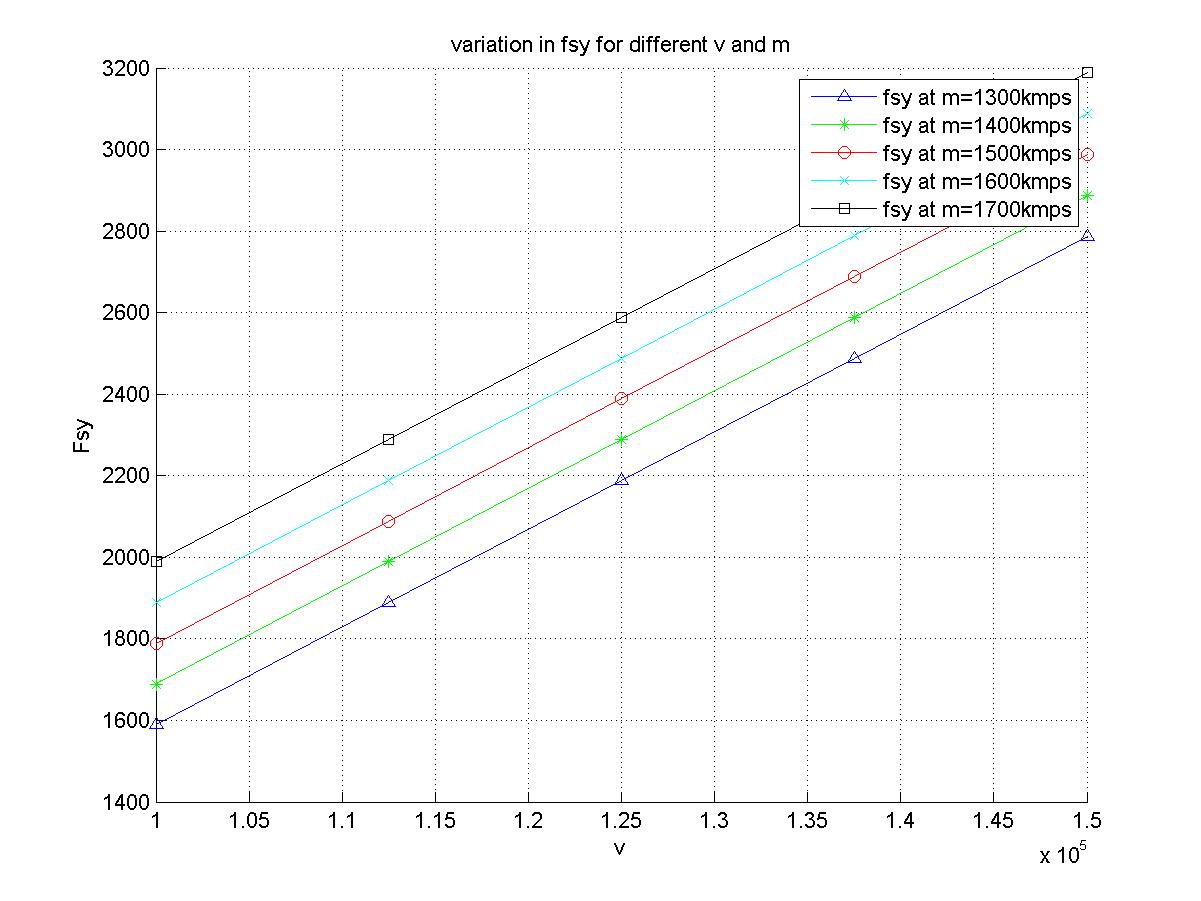 variation in fsy for different v and m
3200
3000
2800
2600
2400
2200
2000
1800
1600
1400
Fsy
fsy at m=1300kmps
fsy at m=1400kmps
fsy at m=1500kmps
fsy at m=1600kmps
fsy at m=1700kmps
1 1.05 1.1 1.15 1.2 1.25 1.3 1.35 1.4 1.45 1.5
v
x 10^5